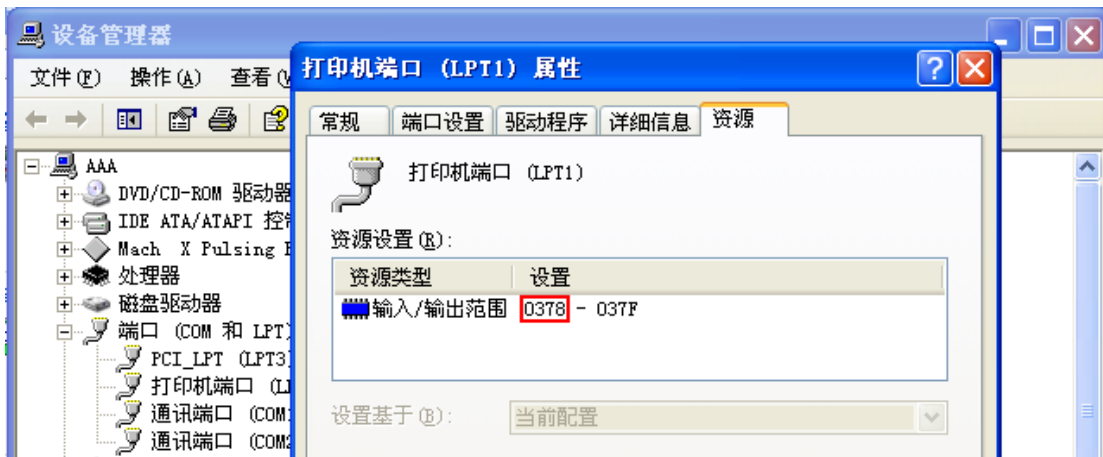 设备管理器
文件(F) 操作(A) 查看(V
AAA
DVD/CD-ROM 驱动器
IDE ATA/ATAPI 控制
Mach X Pulsing
处理器
磁盘驱动器
端口 (COM 和 LPT)
PCI_LPT (LPT3)
打印机端口 (LP
通讯端口 (COM1
通讯端口 (COM2
打印机端口 (LPT1) 属性
常规 端口设置 驱动程序 详细信息 资源
打印机端口 (LPT1)
资源设置(R):
资源类型 设置
输入/输出范围 0378 - 037F
设置基于(B): 当前配置